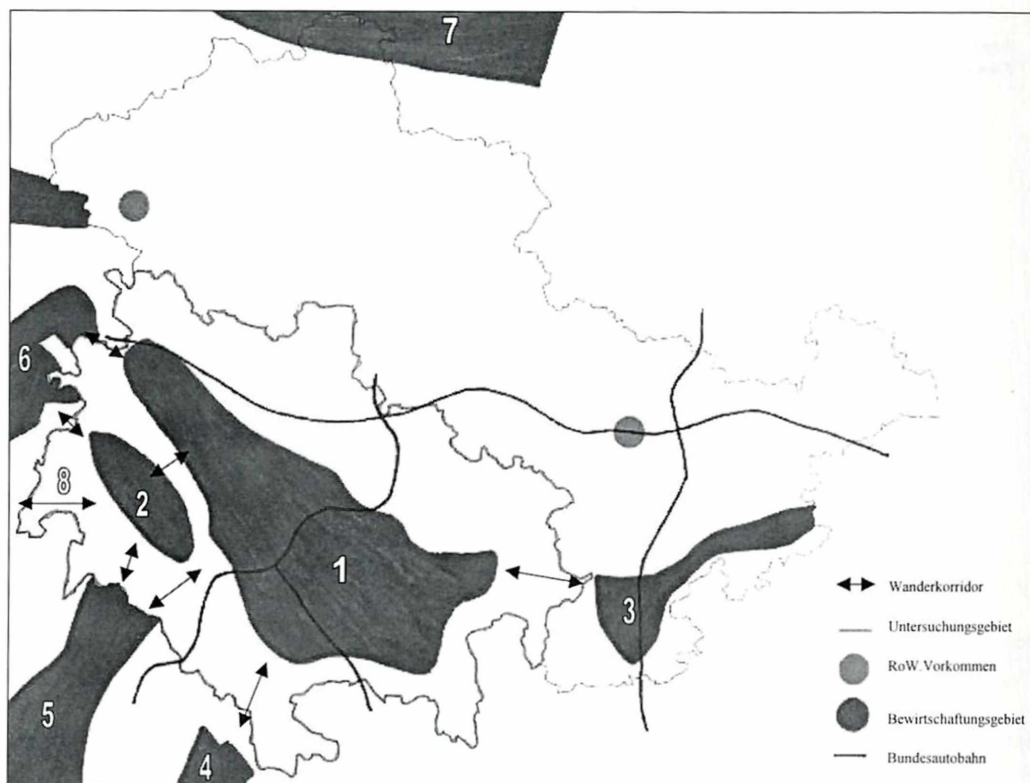 7
6
8
2
1
3
5
4
Wanderkorridor
Untersuchungsgebiet
RoW.Vorkommen
Bewirtschaftungsgebiet
Bundesautobahn